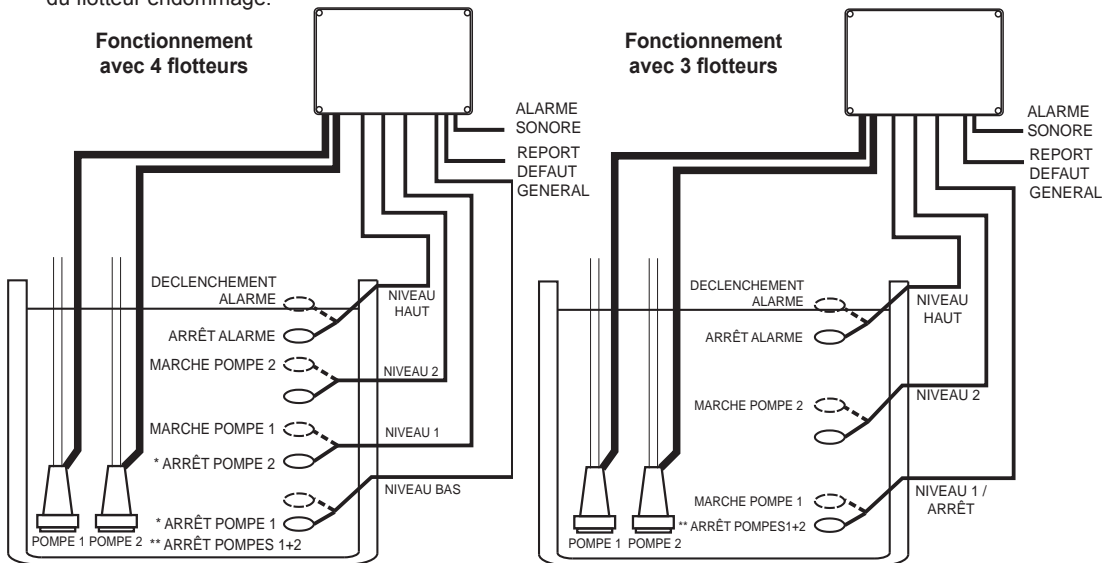 du flotteur endommagé.
Fonctionnement
avec 4 flotteurs
ALARME
SONORE
REPORT
DEFAUT
GENERAL
DECLENCHEMENT
ALARME
NIVEAU
HAUT
ARRÊT ALARME
MARCHE POMPE 2
NIVEAU 2
MARCHE POMPE 1
NIVEAU 1
* ARRÊT POMPE 2
NIVEAU BAS
* ARRÊT POMPE 1
POMPE 1
POMPE 2
** ARRÊT POMPES 1+2
Fonctionnement
avec 3 flotteurs
ALARME
SONORE
REPORT
DEFAUT
GENERAL
DECLENCHEMENT
ALARME
NIVEAU
HAUT
ARRÊT ALARME
NIVEAU 2
MARCHE POMPE 2
NIVEAU 1 /
ARRÊT
MARCHE POMPE 1
** ARRÊT POMPES1+2
POMPE 1
POMPE 2